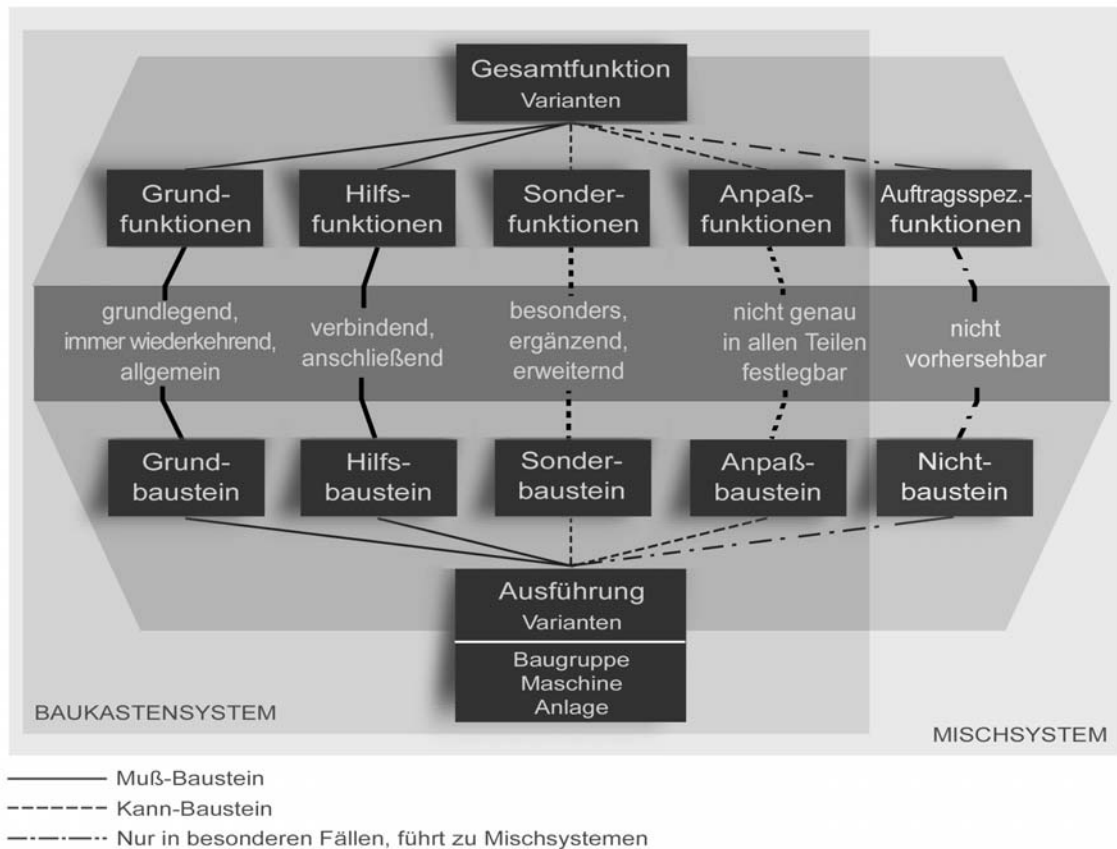 Gesamtfunktion
Varianten
Grund-
funktionen
Hilfs-
funktionen
Sonder-
funktionen
Anpaß-
funktionen
Auftragsspez.-
funktionen
grundlegend,
immer wiederkehrend,
allgemein
verbindend,
anschließend
besonders,
ergänzend,
erweiternd
nicht genau
in allen Teilen
festlegbar
nicht
vorhersehbar
Grund-
baustein
Hilfs-
baustein
Sonder-
baustein
Anpaß-
baustein
Nicht-
baustein
Ausführung
Varianten
Baugruppe
Maschine
Anlage
BAUKASTENSYSTEM
MISCHSYSTEM
Muß-Baustein
Kann-Baustein
Nur in besonderen Fällen, führt zu Mischsystemen